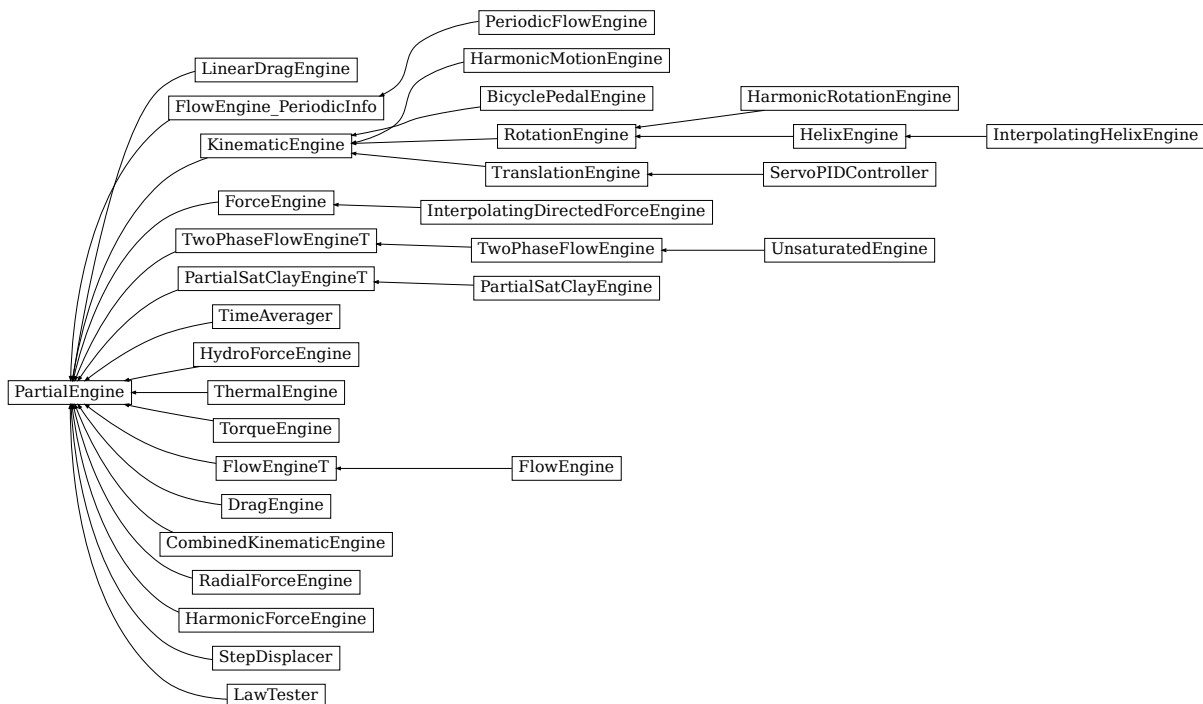 PeriodicFlowEngine
HarmonicMotionEngine
LinearDragEngine
BicyclePedalEngine
HarmonicRotationEngine
FlowEngine_PeriodicInfo
RotationEngine
HelixEngine
InterpolatingHelixEngine
KinematicEngine
TranslationEngine
ServoPIDController
ForceEngine
InterpolatingDirectedForceEngine
TwoPhaseFlowEngineT
TwoPhaseFlowEngine
UnsaturatedEngine
PartialSatClayEngineT
PartialSatClayEngine
TimeAverager
HydroForceEngine
PartialEngine
ThermalEngine
TorqueEngine
FlowEngineT
FlowEngine
DragEngine
CombinedKinematicEngine
RadialForceEngine
HarmonicForceEngine
StepDisplacer
LawTester